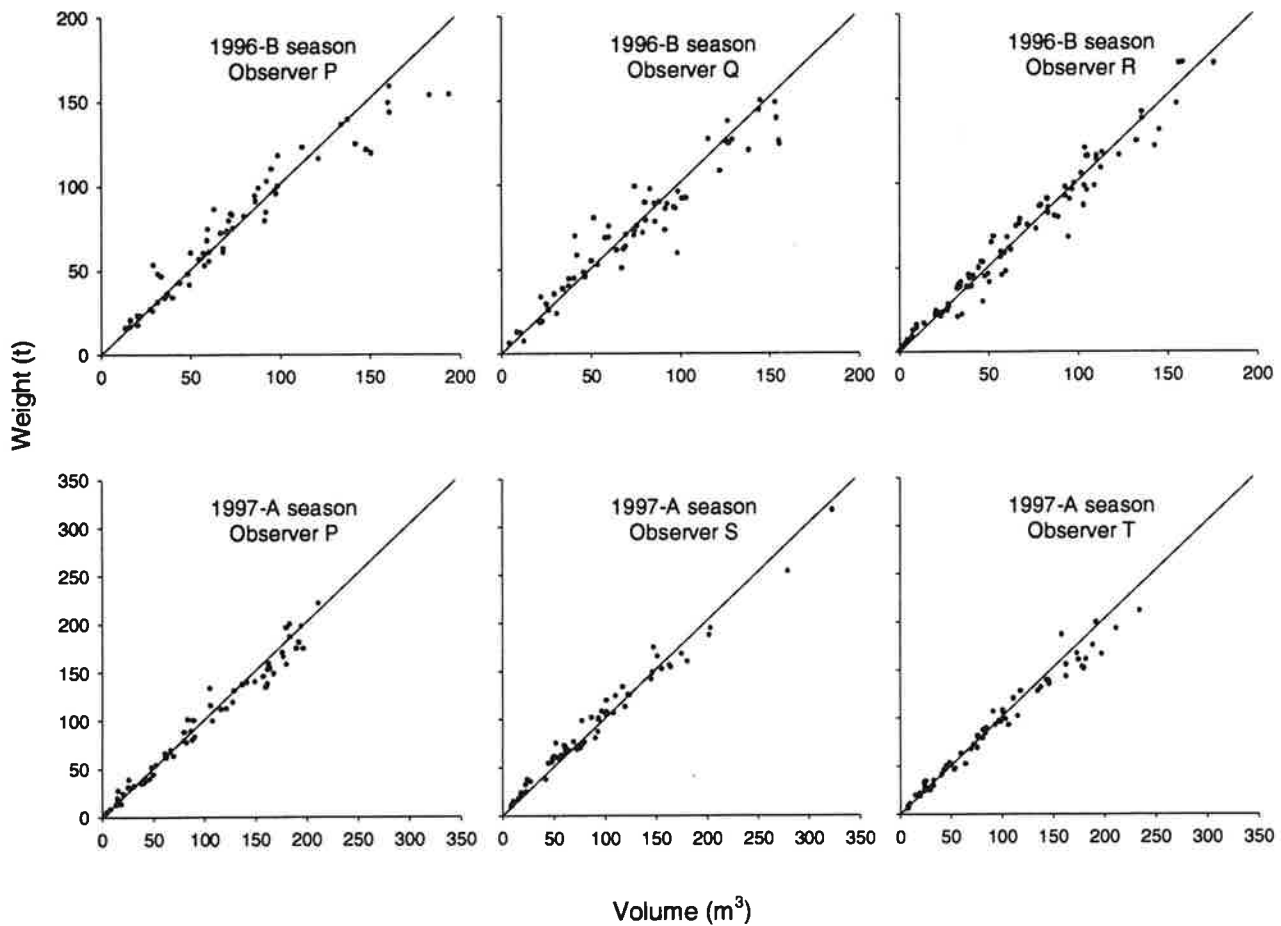 1996-B season
Observer P
1996-B season
Observer Q
1996-B season
Observer R
200
150
100
50
0
0 50 100 150 200
0 50 100 150 200
0 50 100 150 200
Weight (t)
1997-A season
Observer P
1997-A season
Observer S
1997-A season
Observer T
350
300
250
200
150
100
50
0
0 50 100 150 200 250 300 350
0 50 100 150 200 250 300 350
0 50 100 150 200 250 300 350
Volume (m³)